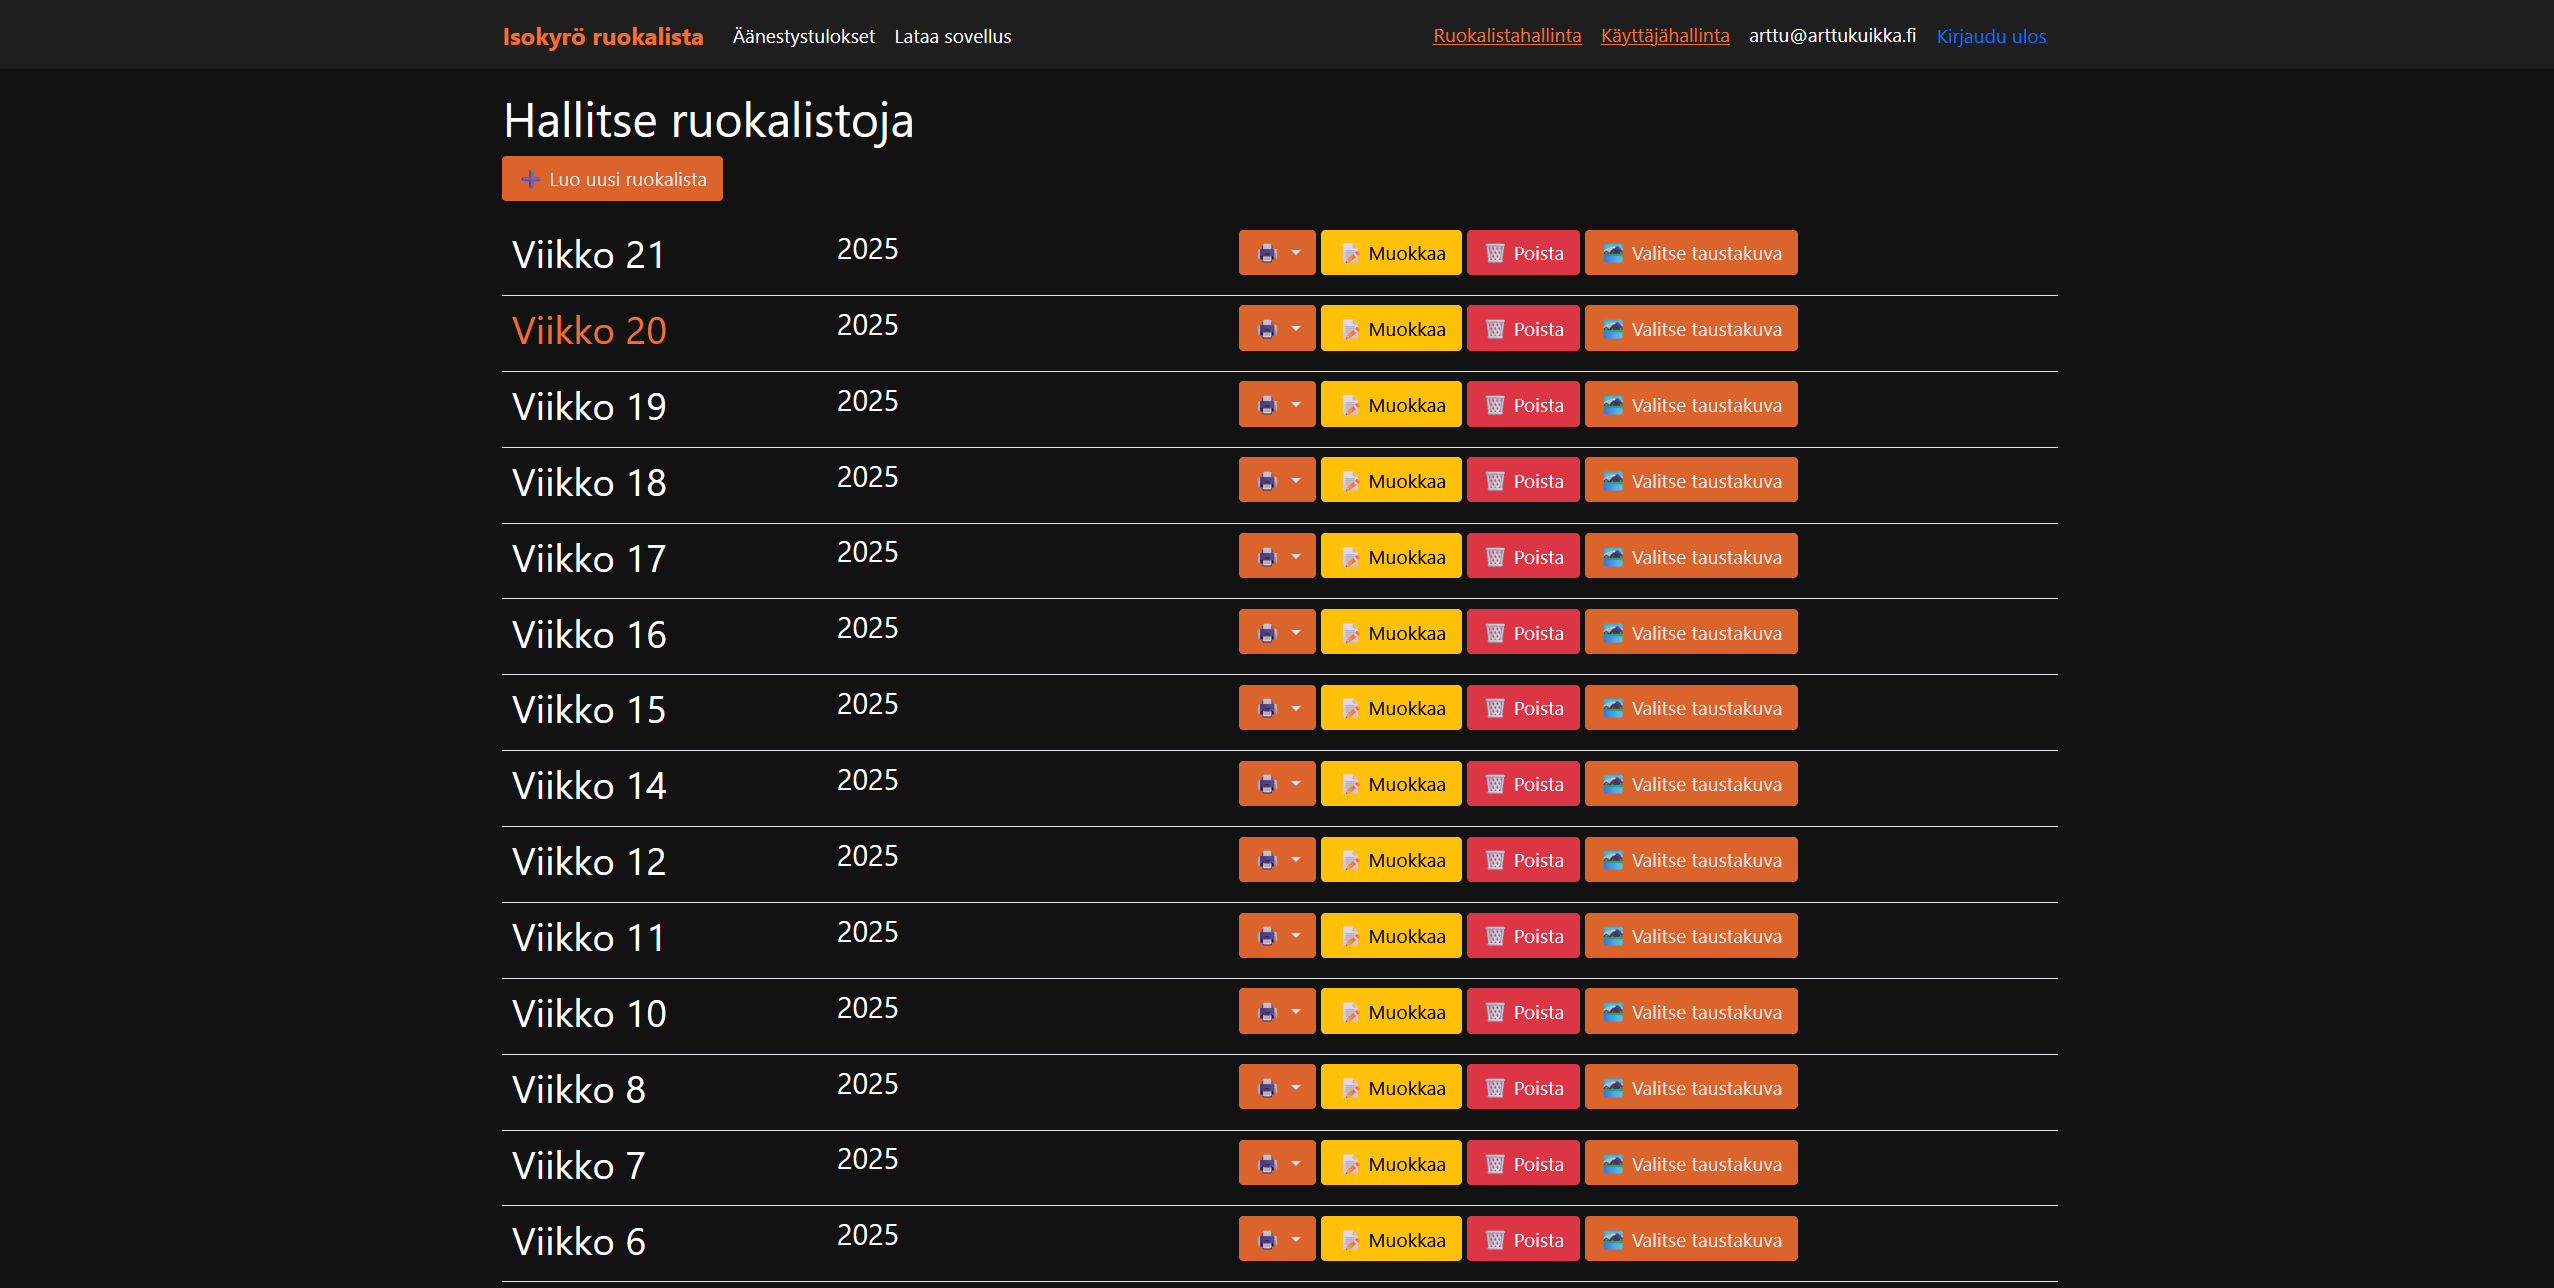 Isokyrö ruokalista Äänestystulokset Lataa sovellus Ruokalistahallinta Käyttäjähallinta arttu@arttukuikka.fi Kirjaudu ulos
Hallitse ruokalistoja
Luo uusi ruokalista
Viikko 21 2025 Muokkaa Poista Valitse taustakuva
Viikko 20 2025 Muokkaa Poista Valitse taustakuva
Viikko 19 2025 Muokkaa Poista Valitse taustakuva
Viikko 18 2025 Muokkaa Poista Valitse taustakuva
Viikko 17 2025 Muokkaa Poista Valitse taustakuva
Viikko 16 2025 Muokkaa Poista Valitse taustakuva
Viikko 15 2025 Muokkaa Poista Valitse taustakuva
Viikko 14 2025 Muokkaa Poista Valitse taustakuva
Viikko 12 2025 Muokkaa Poista Valitse taustakuva
Viikko 11 2025 Muokkaa Poista Valitse taustakuva
Viikko 10 2025 Muokkaa Poista Valitse taustakuva
Viikko 8 2025 Muokkaa Poista Valitse taustakuva
Viikko 7 2025 Muokkaa Poista Valitse taustakuva
Viikko 6 2025 Muokkaa Poista Valitse taustakuva